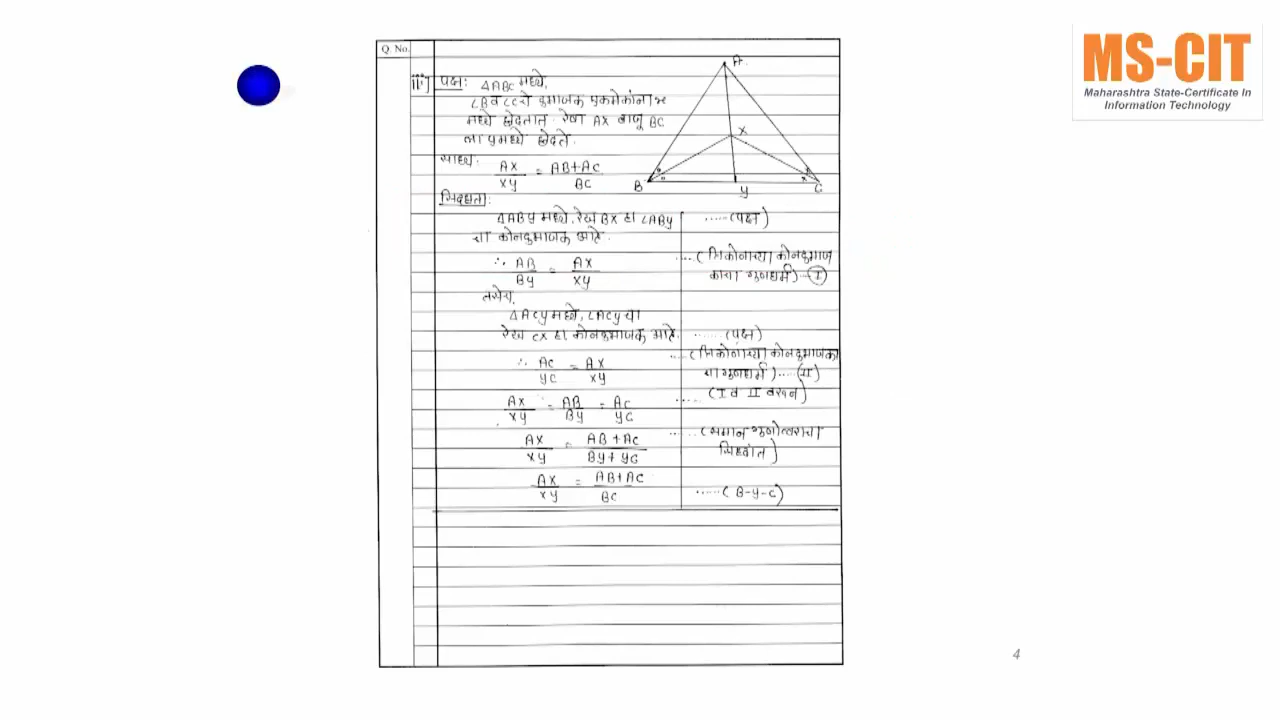 MS-CIT
Maharashtra State-Certificate In
Information Technology
Q. No.
iii] पक्ष: ΔABC मध्ये,
∠B व ∠C चे दुभाजक एकमेकांना x
मध्ये छेदतात. रेषा AX बाजू BC
ला y मध्ये छेदते.
साध्य: AX/XY = AB+AC/BC
A
X
B
Y
C
सिद्धता:
ΔABY मध्ये, रेख BX हा ∠ABY ......(पक्ष)
चा कोनदुभाजक आहे.
∴ AB/BY = AX/XY ....(त्रिकोणाच्या कोनदुभाज
काचा गुणधर्म)...(I)
तसेच,
ΔACY मध्ये, ∠ACY चा
रेख CX हा कोनदुभाजक आहे. .......(पक्ष)
∴ AC/YC = AX/XY ....(त्रिकोणाच्या कोनदुभाजका
चा गुणधर्म).....(II)
AX/XY = AB/BY = AC/YC ......(I व II वरून)
AX/XY = AB+AC/BY+YC .......(समान गुणोत्तराचा
सिद्धांत)
AX/XY = AB+AC/BC ......(B-Y-C)
4